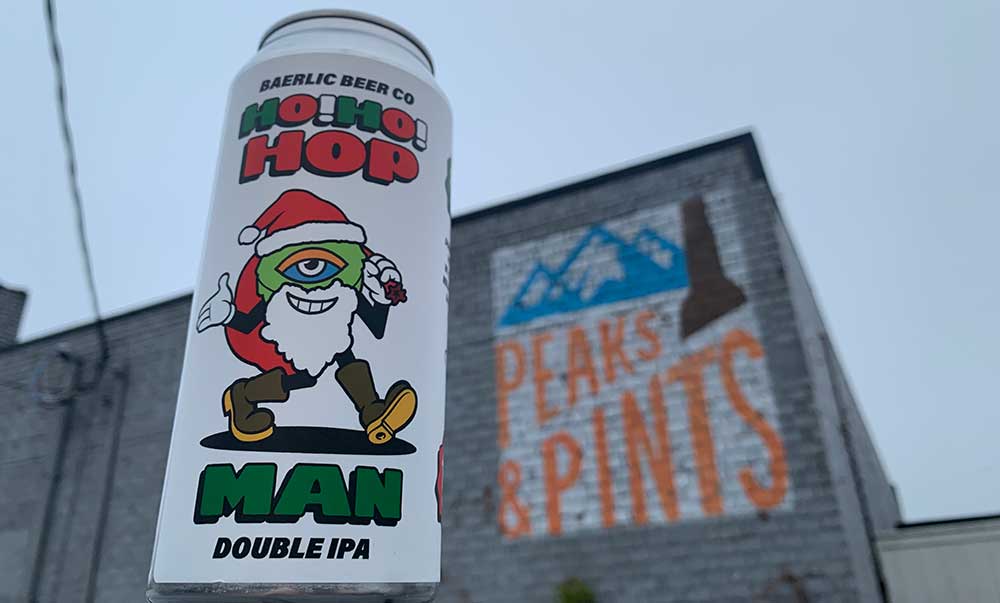 BAERLIC BEER CO
HO!HO!
HOP
MAN
DOUBLE IPA
PEAKS
& PINTS